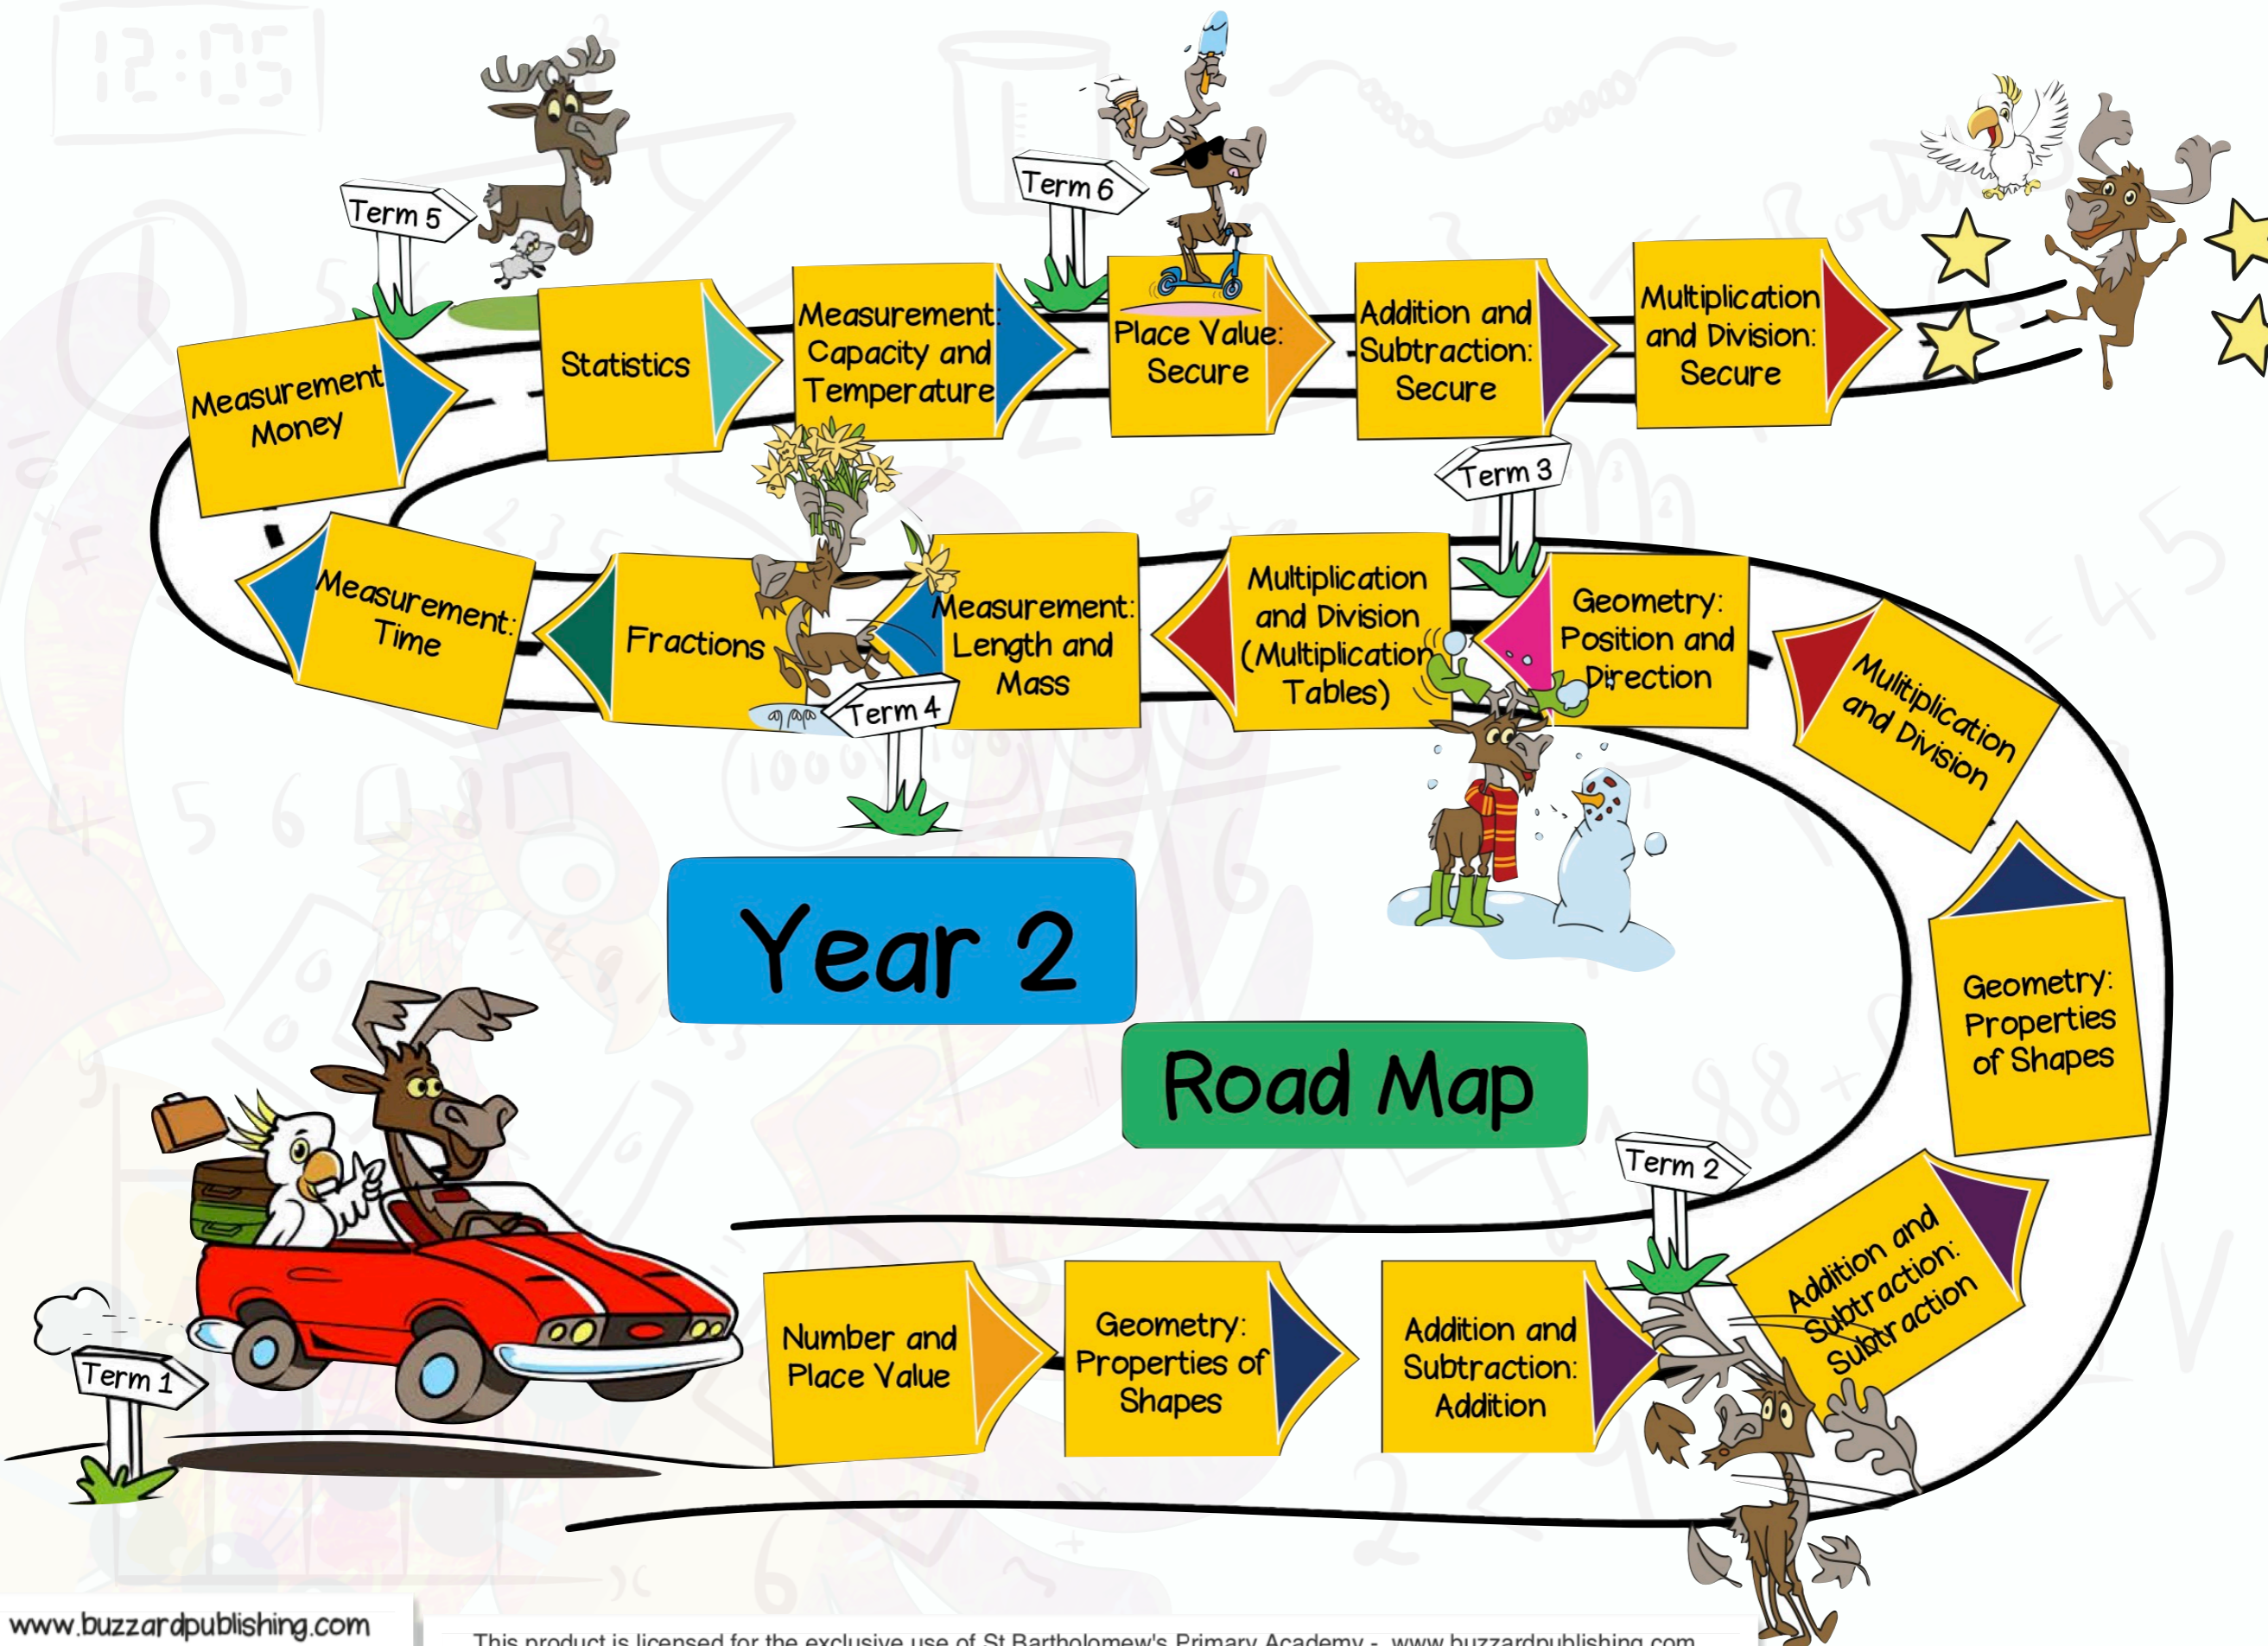 Term 1
Number and
Place Value
Geometry:
Properties of
Shapes
Addition and
Subtraction:
Addition
Term 2
Addition and
Subtraction:
Subtraction
Geometry:
Properties
of Shapes
Mulitiplication
and Division
Geometry:
Position and
Direction
Term 3
Multiplication
and Division
(Multiplication
Tables)
Measurement:
Length and
Mass
Term 4
Fractions
Measurement:
Time
Measurement
Money
Term 5
Statistics
Measurement:
Capacity and
Temperature
Term 6
Place Value:
Secure
Addition and
Subtraction:
Secure
Multiplication
and Division:
Secure
Year 2
Road Map
12:05
www.buzzardpublishing.com
This product is licensed for the exclusive use of St Bartholomew's Primary Academy - www.buzzardpublishing.com